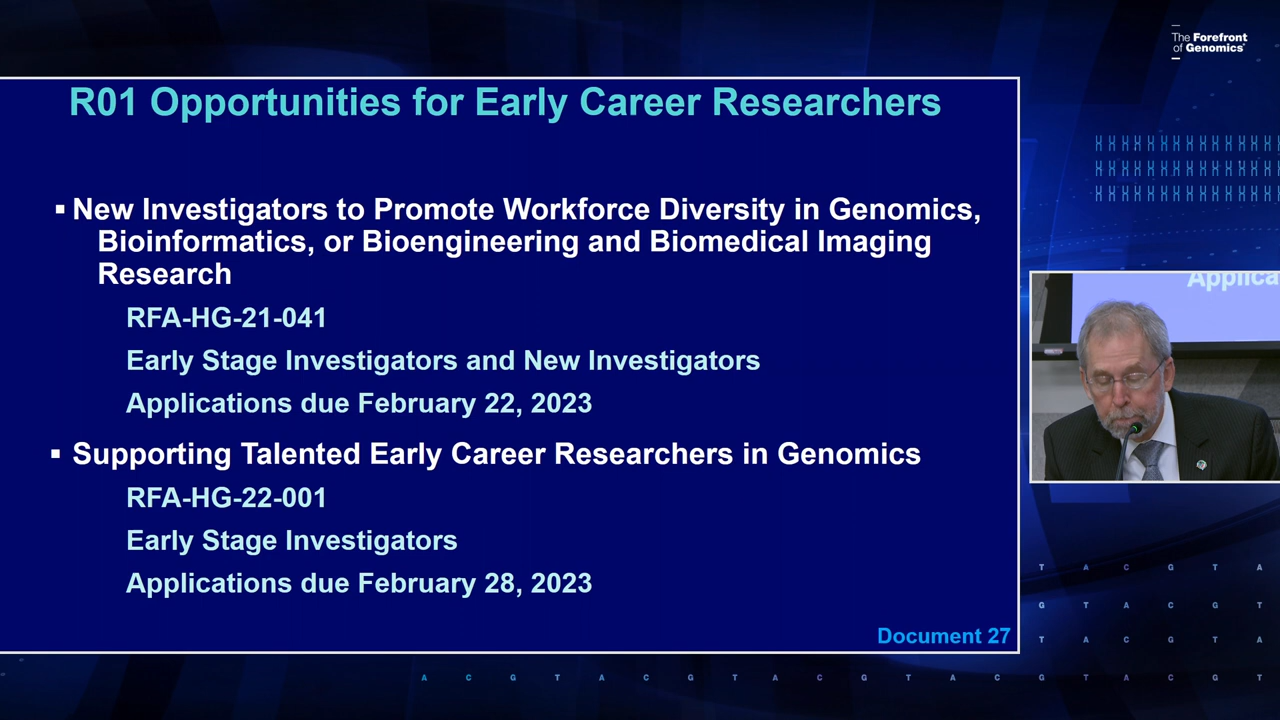 The Forefront
of Genomics®
R01 Opportunities for Early Career Researchers
▪ New Investigators to Promote Workforce Diversity in Genomics,
Bioinformatics, or Bioengineering and Biomedical Imaging
Research
RFA-HG-21-041
Early Stage Investigators and New Investigators
Applications due February 22, 2023
▪ Supporting Talented Early Career Researchers in Genomics
RFA-HG-22-001
Early Stage Investigators
Applications due February 28, 2023
Document 27
Applica
T A C G T A
G T A C G T
T A C G T A
A C G T A C G T A C G T A C G T A C G T